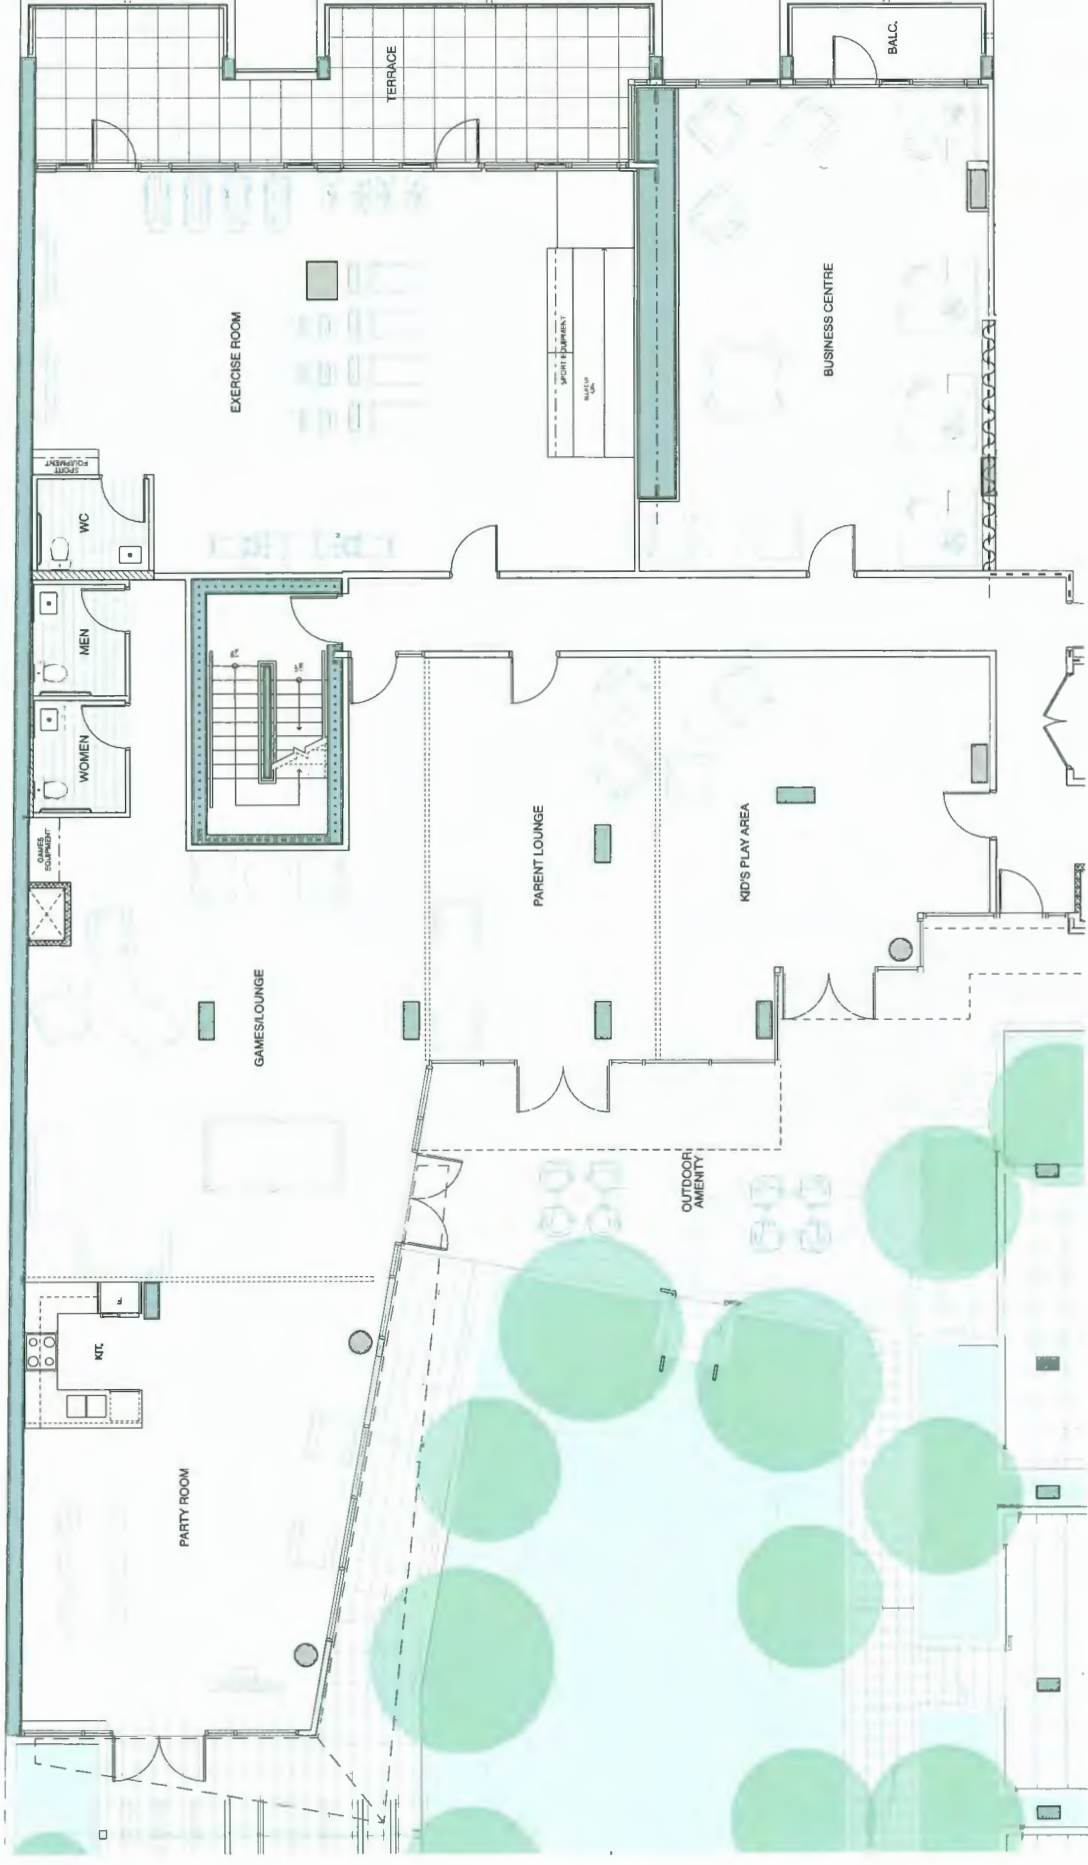 TERRACE
BALC.
EXERCISE ROOM
SPORT EQUIPMENT
BUSINESS CENTRE
SPORT
EQUIPMENT
WC
MEN
WOMEN
GAMES
EQUIPMENT
PARENT LOUNGE
KID'S PLAY AREA
GAMES/LOUNGE
OUTDOOR
AMENITY
F.
KIT.
PARTY ROOM